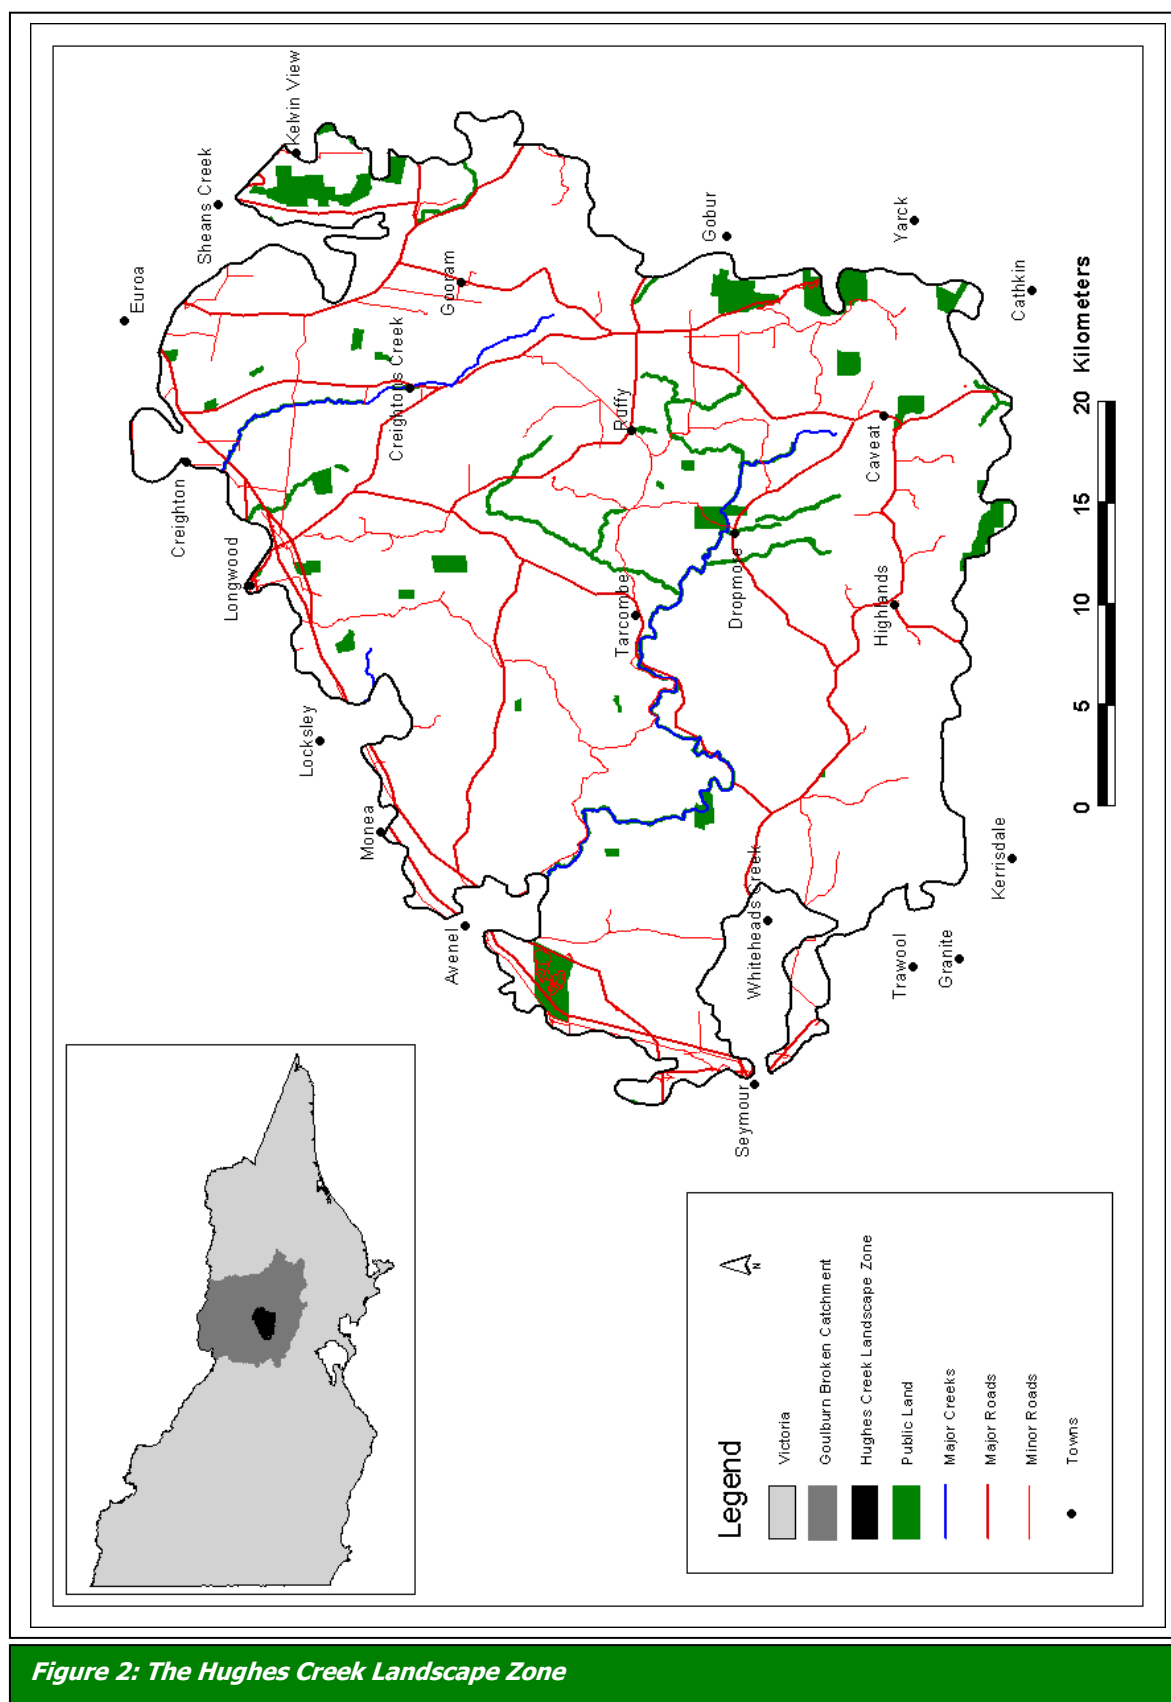 Kelvin View
Sheans Creek
Euroa
Gooram
Gobur
Yarck
Creightons Creek
Cathkin
Ruffy
Creighton
Caveat
Longwood
Dropmore
Tarcombe
Highlands
Locksley
Monea
Whiteheads Creek
Kerrisdale
Avenel
Trawool
Granite
Seymour
0 5 10 15 20 Kilometers
N
Legend
Victoria
Goulburn Broken Catchment
Hughes Creek Landscape Zone
Public Land
Major Creeks
Major Roads
Minor Roads
Towns
Figure 2: The Hughes Creek Landscape Zone